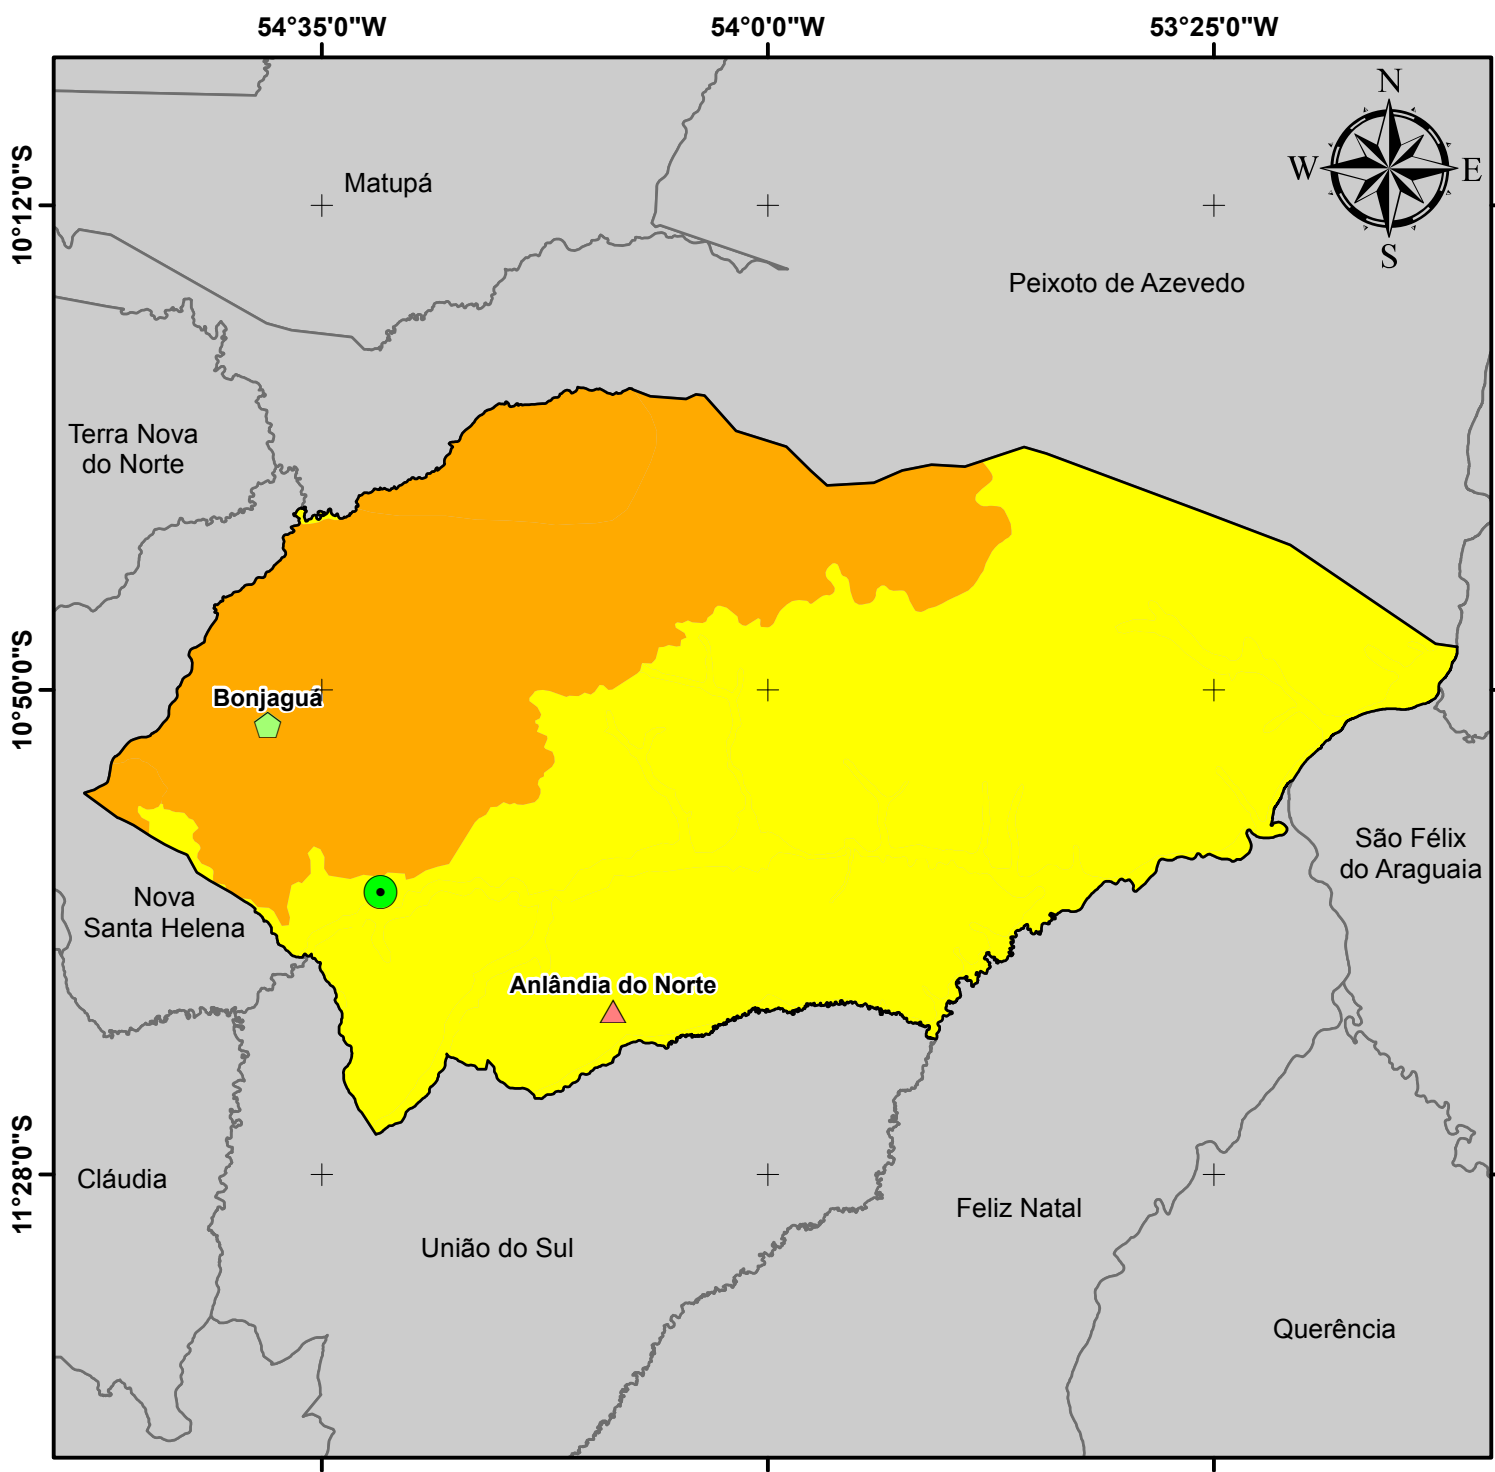 54°35'0"W
54°0'0"W
53°25'0"W
N
W
E
S
10°12'0"S
10°50'0"S
11°28'0"S
Matupá
Peixoto de Azevedo
Terra Nova
do Norte
Bonjaguá
São Félix
do Araguaia
Nova
Santa Helena
Anlândia do Norte
Cláudia
União do Sul
Feliz Natal
Querência